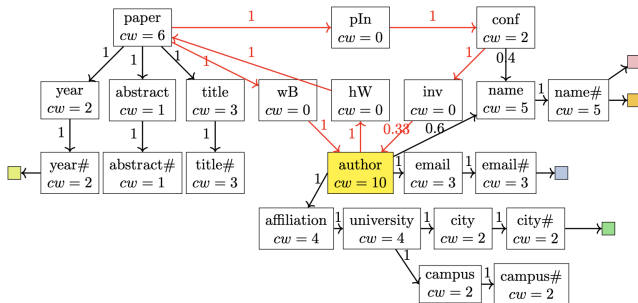 paper
cw = 6
1
pIn
cw = 0
1
conf
cw = 2
1
1
1
1
1
1
1
0.4
year
cw = 2
abstract
cw = 1
title
cw = 3
wB
cw = 0
hW
cw = 0
inv
cw = 0
name
cw = 5
1
name#
cw = 5
1
1
1
1
1
0.33
0.6
year#
cw = 2
abstract#
cw = 1
title#
cw = 3
author
cw = 10
1
email
cw = 3
1
email#
cw = 3
1
affiliation
cw = 4
1
university
cw = 4
1
city
cw = 2
1
city#
cw = 2
1
campus
cw = 2
1
campus#
cw = 2